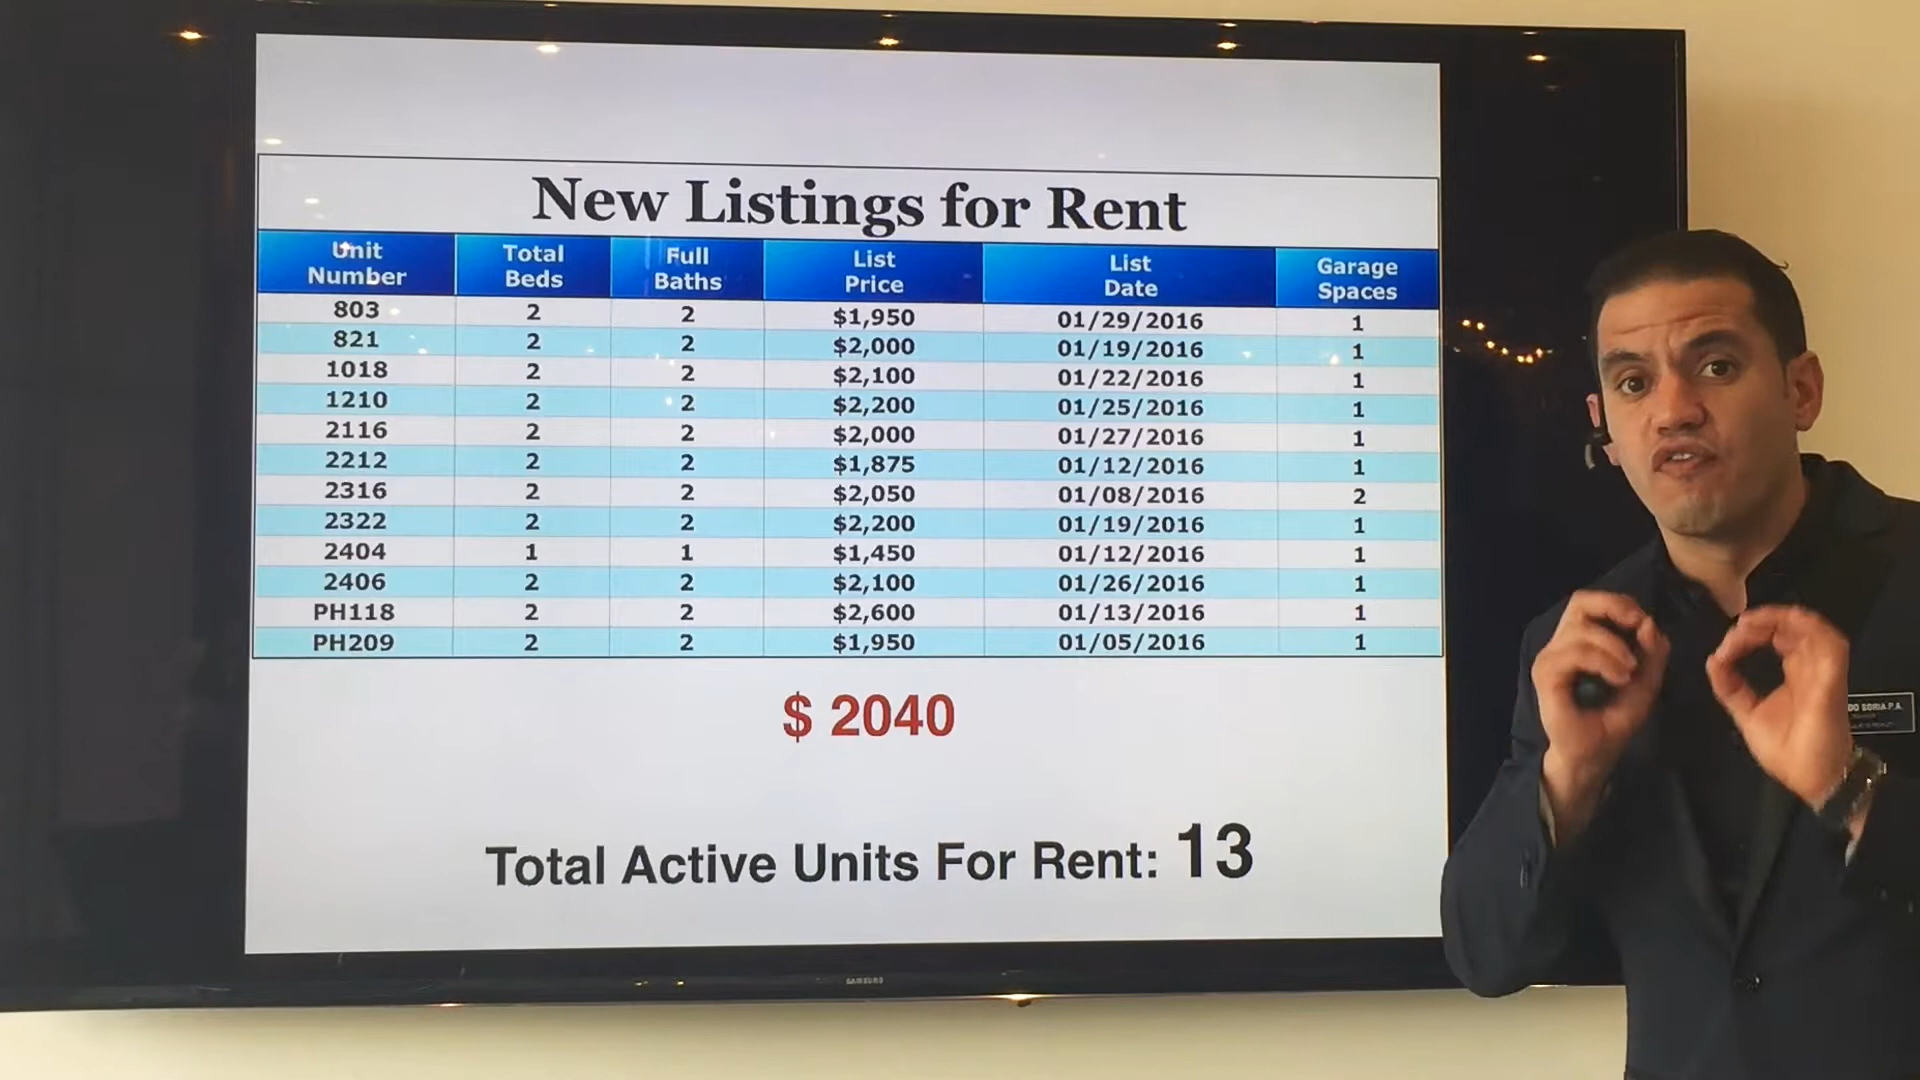 New Listings for Rent
Unit Number Total Beds Full Baths List Price List Date Garage Spaces
803 2 2 $1,950 01/29/2016 1
821 2 2 $2,000 01/19/2016 1
1018 2 2 $2,100 01/22/2016 1
1210 2 2 $2,200 01/25/2016 1
2116 2 2 $2,000 01/27/2016 1
2212 2 2 $1,875 01/12/2016 1
2316 2 2 $2,050 01/08/2016 2
2322 2 2 $2,200 01/19/2016 1
2404 1 1 $1,450 01/12/2016 1
2406 2 2 $2,100 01/26/2016 1
PH118 2 2 $2,600 01/13/2016 1
PH209 2 2 $1,950 01/05/2016 1
$ 2040
Total Active Units For Rent: 13
SAMSUNG
DO SORIA P.A.